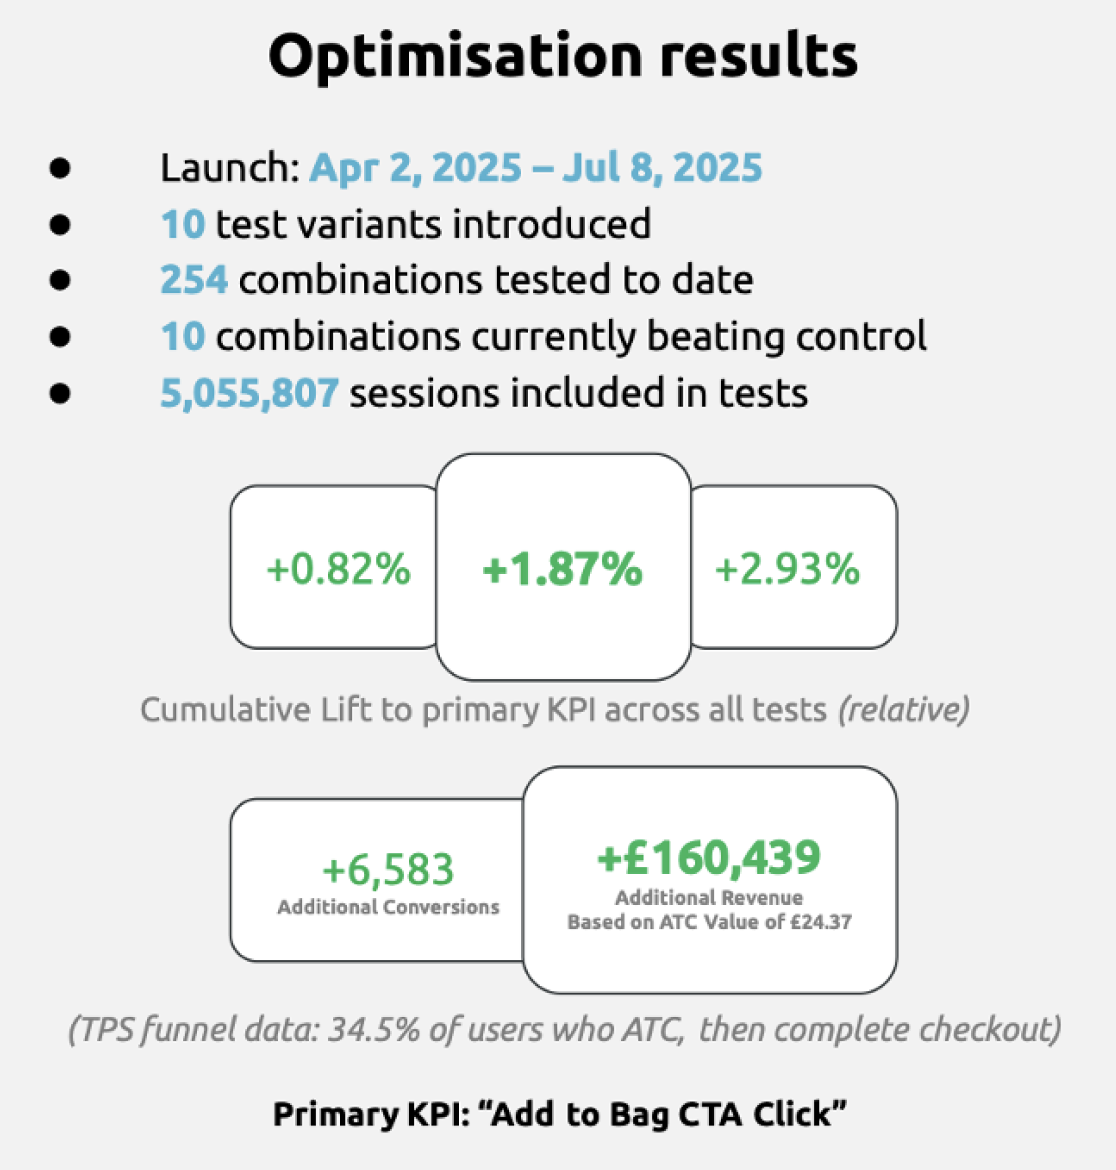 Optimisation results
● Launch: Apr 2, 2025 – Jul 8, 2025
● 10 test variants introduced
● 254 combinations tested to date
● 10 combinations currently beating control
● 5,055,807 sessions included in tests
+0.82% +1.87% +2.93%
Cumulative Lift to primary KPI across all tests (relative)
+6,583
Additional Conversions
+£160,439
Additional Revenue
Based on ATC Value of £24.37
(TPS funnel data: 34.5% of users who ATC, then complete checkout)
Primary KPI: “Add to Bag CTA Click”